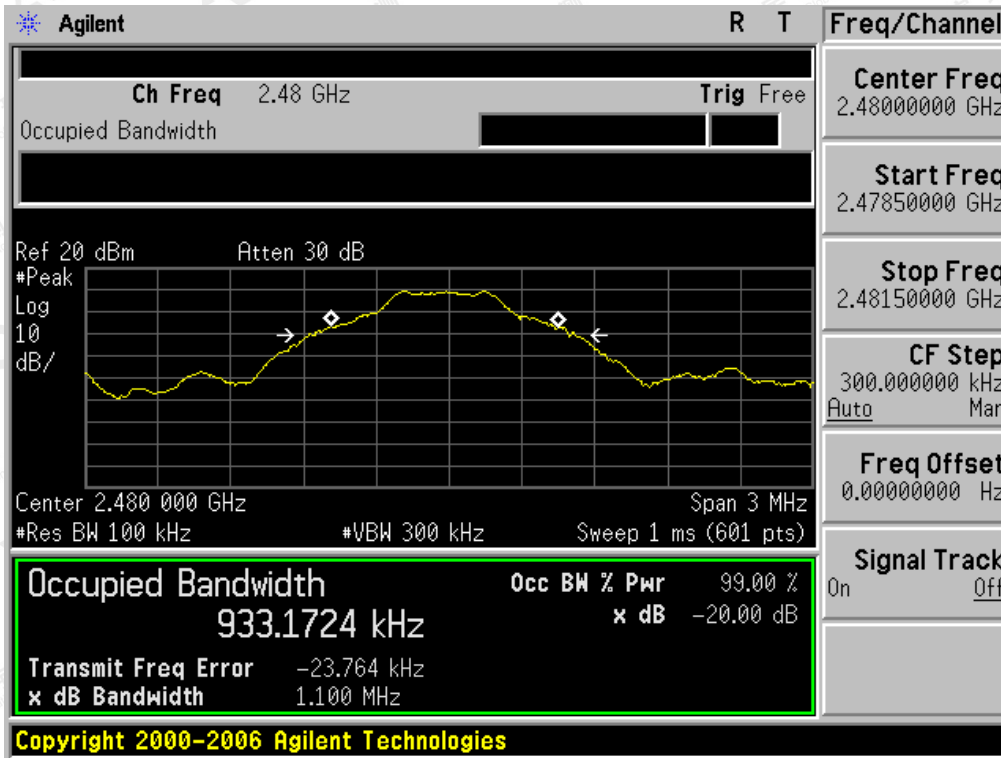 Agilent R T
Freq/Channel
Ch Freq 2.48 GHz Trig Free
Occupied Bandwidth
Center Freq
2.48000000 GHz
Start Freq
2.47850000 GHz
Stop Freq
2.48150000 GHz
CF Step
300.000000 kHz
Auto Man
Freq Offset
0.00000000 Hz
Signal Track
On Off
Ref 20 dBm Atten 30 dB
#Peak
Log
10
dB/
Center 2.480 000 GHz Span 3 MHz
#Res BW 100 kHz #VBW 300 kHz Sweep 1 ms (601 pts)
Occupied Bandwidth Occ BW % Pwr 99.00 %
933.1724 kHz x dB -20.00 dB
Transmit Freq Error -23.764 kHz
x dB Bandwidth 1.100 MHz
Copyright 2000-2006 Agilent Technologies